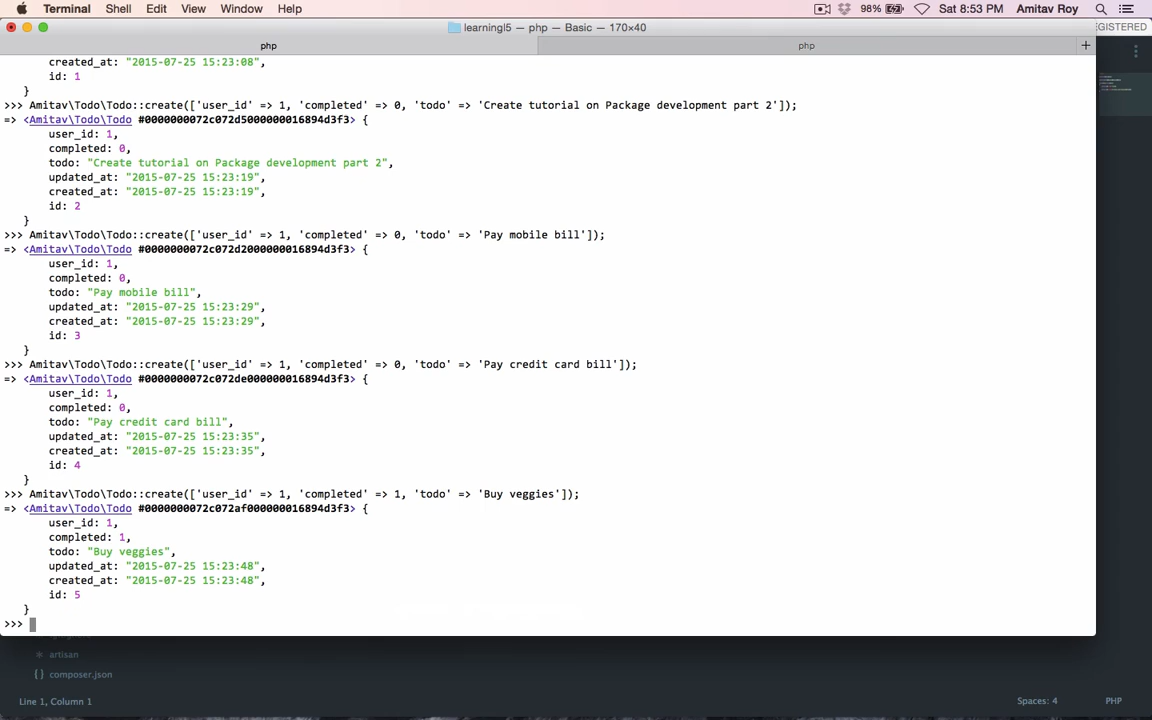 Terminal Shell Edit View Window Help 98% Sat 8:53 PM Amitav Roy
learningl5 — php — Basic — 170×40
php php +
created_at: "2015-07-25 15:23:08",
id: 1
}
>>> Amitav\Todo\Todo::create(['user_id' => 1, 'completed' => 0, 'todo' => 'Create tutorial on Package development part 2']);
=> <Amitav\Todo\Todo #0000000072c072d5000000016894d3f3> {
user_id: 1,
completed: 0,
todo: "Create tutorial on Package development part 2",
updated_at: "2015-07-25 15:23:19",
created_at: "2015-07-25 15:23:19",
id: 2
}
>>> Amitav\Todo\Todo::create(['user_id' => 1, 'completed' => 0, 'todo' => 'Pay mobile bill']);
=> <Amitav\Todo\Todo #0000000072c072d2000000016894d3f3> {
user_id: 1,
completed: 0,
todo: "Pay mobile bill",
updated_at: "2015-07-25 15:23:29",
created_at: "2015-07-25 15:23:29",
id: 3
}
>>> Amitav\Todo\Todo::create(['user_id' => 1, 'completed' => 0, 'todo' => 'Pay credit card bill']);
=> <Amitav\Todo\Todo #0000000072c072de000000016894d3f3> {
user_id: 1,
completed: 0,
todo: "Pay credit card bill",
updated_at: "2015-07-25 15:23:35",
created_at: "2015-07-25 15:23:35",
id: 4
}
>>> Amitav\Todo\Todo::create(['user_id' => 1, 'completed' => 1, 'todo' => 'Buy veggies']);
=> <Amitav\Todo\Todo #0000000072c072af000000016894d3f3> {
user_id: 1,
completed: 1,
todo: "Buy veggies",
updated_at: "2015-07-25 15:23:48",
created_at: "2015-07-25 15:23:48",
id: 5
}
>>>
artisan
{} composer.json
Line 1, Column 1 Spaces: 4 PHP